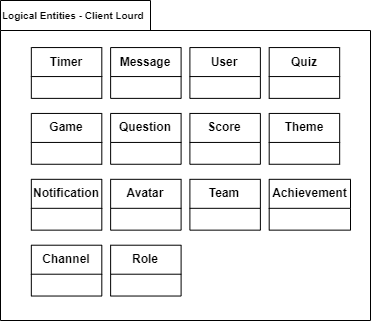 Logical Entities - Client Lourd
Timer Message User Quiz
Game Question Score Theme
Notification Avatar Team Achievement
Channel Role